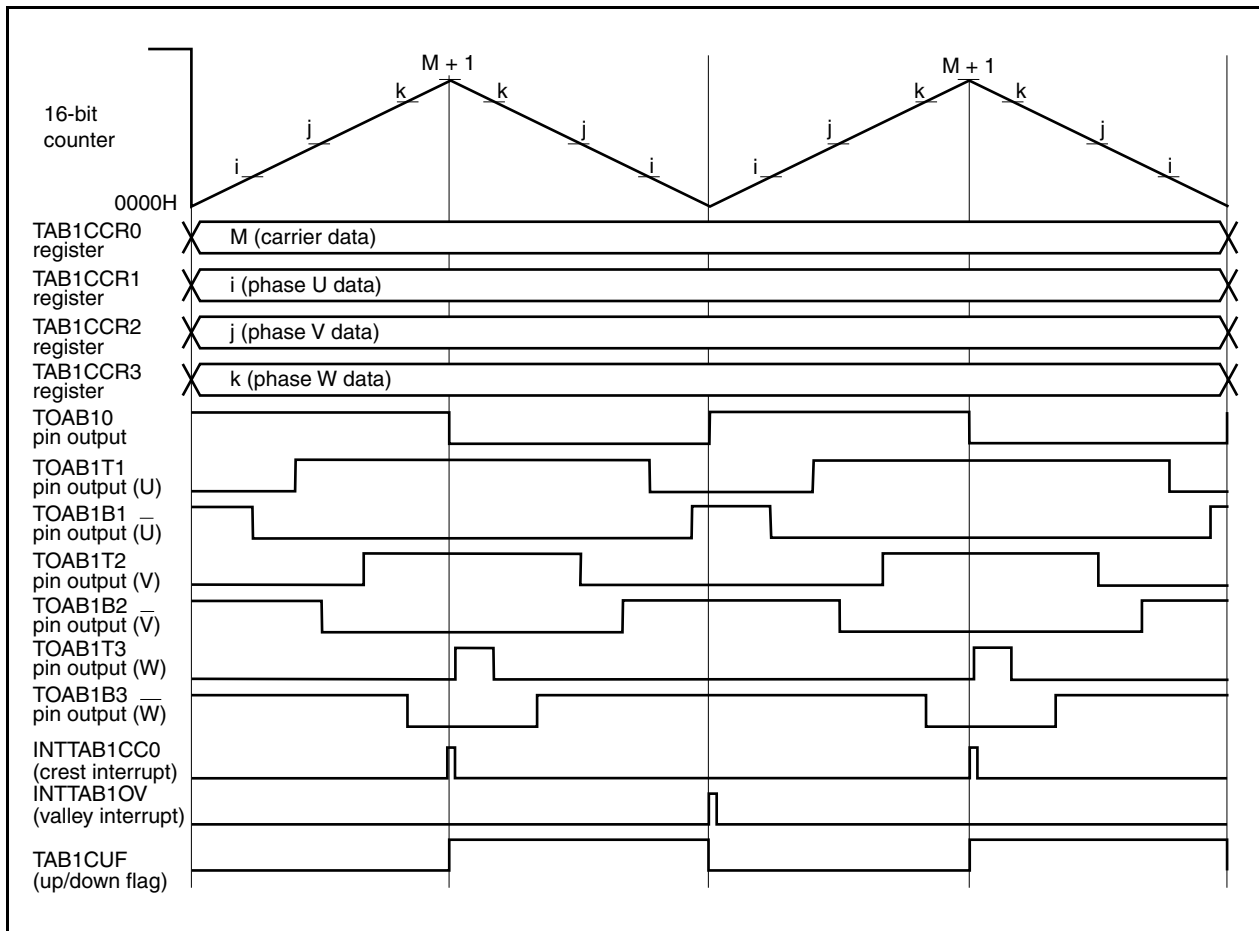 M + 1
M + 1
k
k
k
k
16-bit
counter
j
j
j
j
i
i
i
i
0000H
TAB1CCR0
register
M (carrier data)
TAB1CCR1
register
i (phase U data)
TAB1CCR2
register
j (phase V data)
TAB1CCR3
register
k (phase W data)
TOAB10
pin output
TOAB1T1
pin output (U)
TOAB1B1
pin output (U̅)
TOAB1T2
pin output (V)
TOAB1B2
pin output (V̅)
TOAB1T3
pin output (W)
TOAB1B3
pin output (W̅)
INTTAB1CC0
(crest interrupt)
INTTAB1OV
(valley interrupt)
TAB1CUF
(up/down flag)